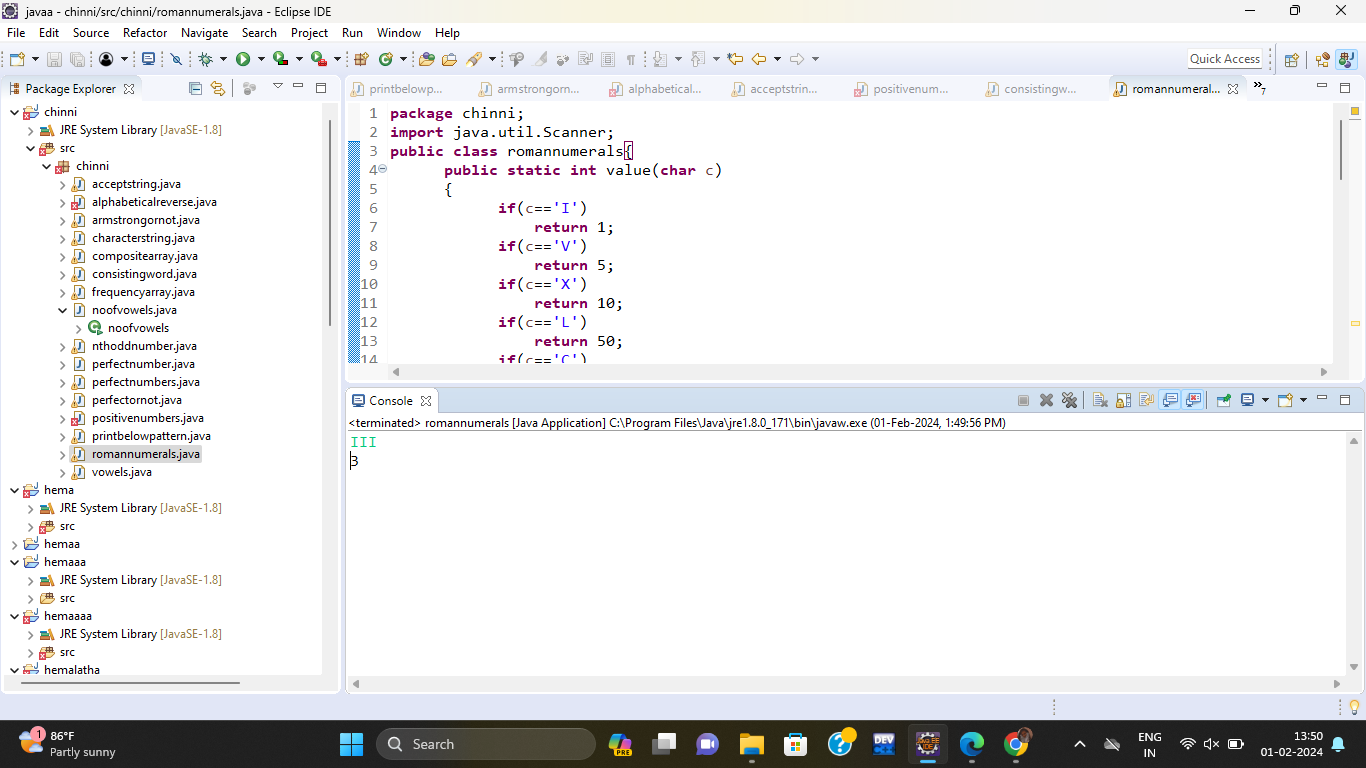 javaa - chinni/src/chinni/romannumerals.java - Eclipse IDE
File Edit Source Refactor Navigate Search Project Run Window Help
Quick Access
Package Explorer
chinni
JRE System Library [JavaSE-1.8]
src
chinni
acceptstring.java
alphabeticalreverse.java
armstrongornot.java
characterstring.java
compositearray.java
consistingword.java
frequencyarray.java
noofvowels.java
noofvowels
nthoddnumber.java
perfectnumber.java
perfectnumbers.java
perfectornot.java
positivenumbers.java
printbelowpattern.java
romannumerals.java
vowels.java
hema
JRE System Library [JavaSE-1.8]
src
hemaa
hemaaa
JRE System Library [JavaSE-1.8]
src
hemaaaa
JRE System Library [JavaSE-1.8]
src
hemalatha
printbelowp... armstrongorn... alphabetical... acceptstrin... positivenum... consistingw... romannumeral... »7
1 package chinni;
2 import java.util.Scanner;
3 public class romannumerals{
4 public static int value(char c)
5 {
6 if(c=='I')
7 return 1;
8 if(c=='V')
9 return 5;
10 if(c=='X')
11 return 10;
12 if(c=='L')
13 return 50;
14 if(c=='C')
Console
<terminated> romannumerals [Java Application] C:\Program Files\Java\jre1.8.0_171\bin\javaw.exe (01-Feb-2024, 1:49:56 PM)
III
3
1
86°F
Partly sunny
Search
PRE
DEV
JAVA EE
IDE
ENG
IN
13:50
01-02-2024